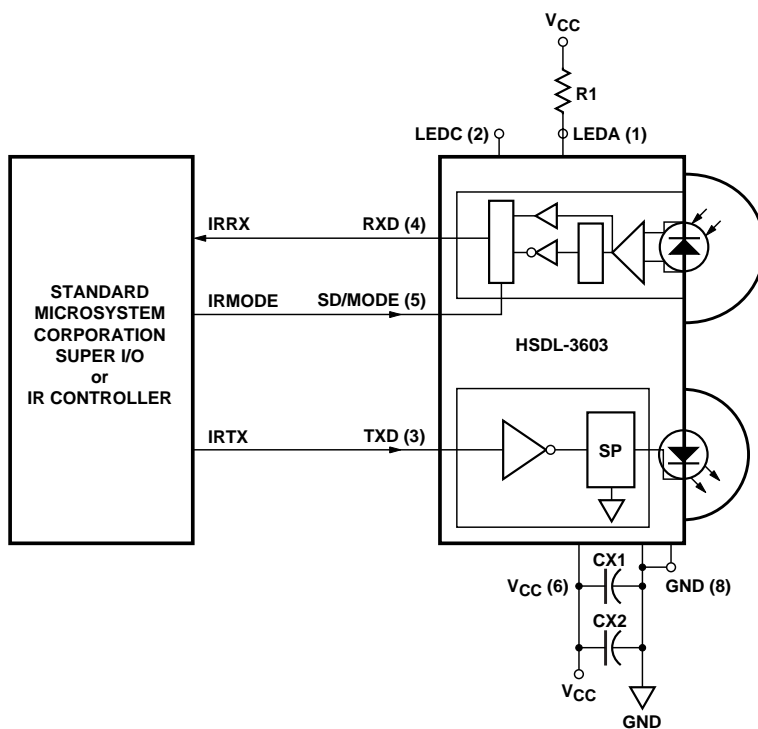 VCC
R1
LEDC (2)
LEDA (1)
IRRX
RXD (4)
STANDARD
MICROSYSTEM
CORPORATION
SUPER I/O
or
IR CONTROLLER
IRMODE
SD/MODE (5)
HSDL-3603
IRTX
TXD (3)
SP
CX1
VCC (6)
GND (8)
CX2
VCC
GND